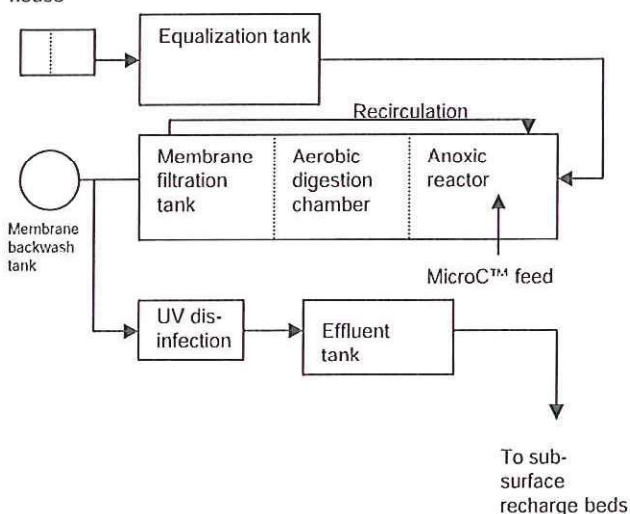 Equalization tank
Recirculation
Membrane
filtration
tank
Aerobic
digestion
chamber
Anoxic
reactor
Membrane
backwash
tank
MicroC™ feed
UV dis-
infection
Effluent
tank
To sub-
surface
recharge beds